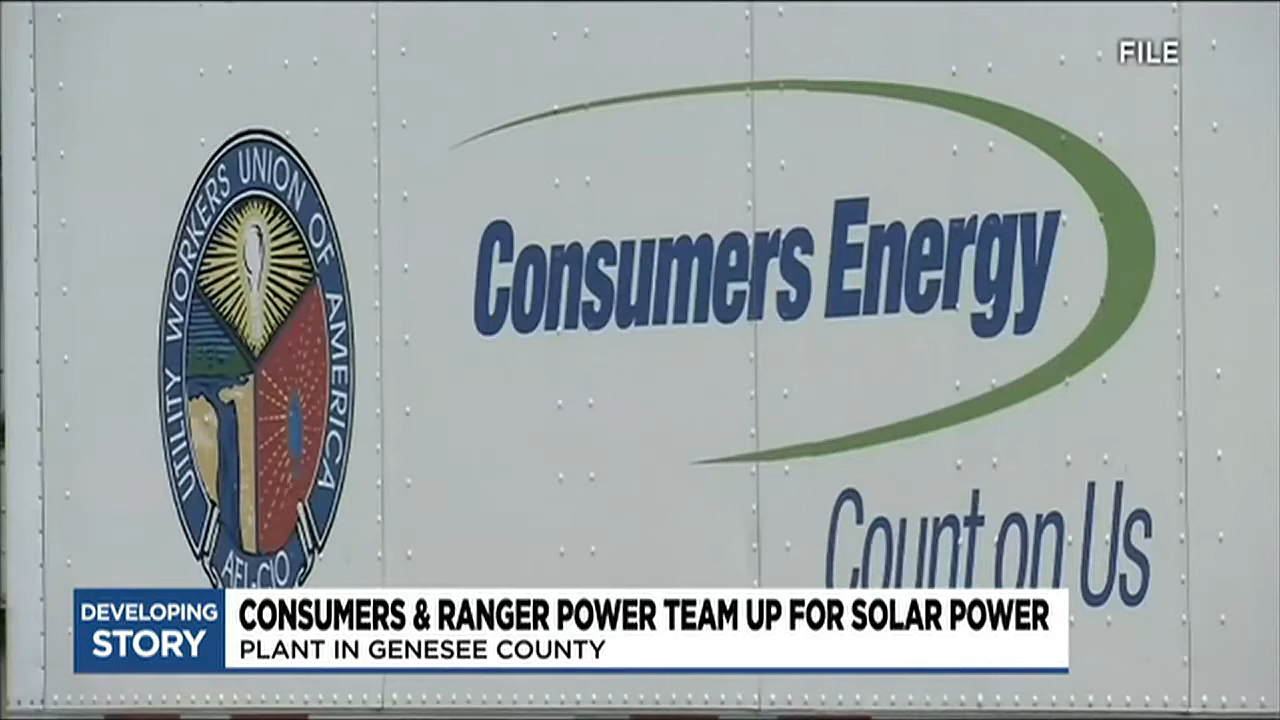 FILE
UTILITY WORKERS UNION OF AMERICA
AFL-CIO
Consumers Energy
Count on Us
DEVELOPING
STORY
CONSUMERS & RANGER POWER TEAM UP FOR SOLAR POWER
PLANT IN GENESEE COUNTY